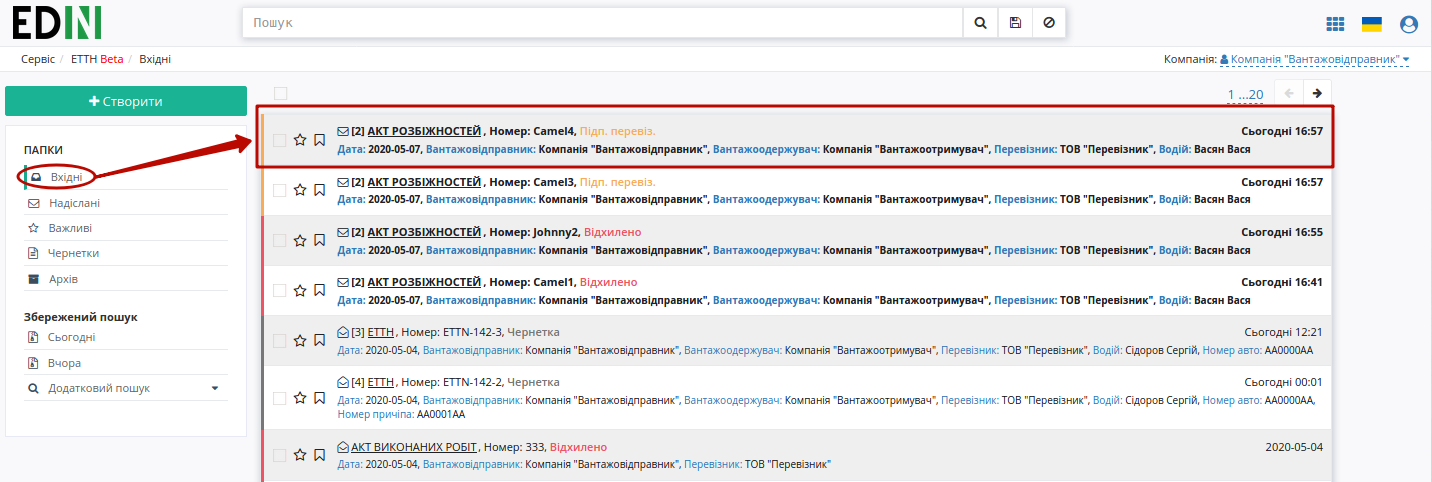 EDIN
Пошук
Сервіс / ЕТТН Beta / Вхідні
Компанія: Компанія "Вантажовідправник"
Створити
1 ...20
ПАПКИ
Вхідні
Надіслані
Важливі
Чернетки
Архів
Збережений пошук
Сьогодні
Вчора
Додатковий пошук
[2] АКТ РОЗБІЖНОСТЕЙ , Номер: Camel4, Підп. перевіз. Сьогодні 16:57
Дата: 2020-05-07, Вантажовідправник: Компанія "Вантажовідправник", Вантажоодержувач: Компанія "Вантажоотримувач", Перевізник: ТОВ "Перевізник", Водій: Васян Вася
[2] АКТ РОЗБІЖНОСТЕЙ , Номер: Camel3, Підп. перевіз. Сьогодні 16:57
Дата: 2020-05-07, Вантажовідправник: Компанія "Вантажовідправник", Вантажоодержувач: Компанія "Вантажоотримувач", Перевізник: ТОВ "Перевізник", Водій: Васян Вася
[2] АКТ РОЗБІЖНОСТЕЙ , Номер: Johnny2, Відхилено Сьогодні 16:55
Дата: 2020-05-07, Вантажовідправник: Компанія "Вантажовідправник", Вантажоодержувач: Компанія "Вантажоотримувач", Перевізник: ТОВ "Перевізник", Водій: Васян Вася
[2] АКТ РОЗБІЖНОСТЕЙ , Номер: Camel1, Відхилено Сьогодні 16:41
Дата: 2020-05-07, Вантажовідправник: Компанія "Вантажовідправник", Вантажоодержувач: Компанія "Вантажоотримувач", Перевізник: ТОВ "Перевізник", Водій: Васян Вася
[3] ЕТТН , Номер: ETTN-142-3, Чернетка Сьогодні 12:21
Дата: 2020-05-04, Вантажовідправник: Компанія "Вантажовідправник", Вантажоодержувач: Компанія "Вантажоотримувач", Перевізник: ТОВ "Перевізник", Водій: Сідоров Сергій, Номер авто: АА0000АА
[4] ЕТТН , Номер: ETTN-142-2, Чернетка Сьогодні 00:01
Дата: 2020-05-04, Вантажовідправник: Компанія "Вантажовідправник", Вантажоодержувач: Компанія "Вантажоотримувач", Перевізник: ТОВ "Перевізник", Водій: Сідоров Сергій, Номер авто: АА0000АА,
Номер причіпа: АА0001АА
АКТ ВИКОНАНИХ РОБІТ , Номер: 333, Відхилено 2020-05-04
Дата: 2020-05-04, Вантажовідправник: Компанія "Вантажовідправник", Перевізник: ТОВ "Перевізник"